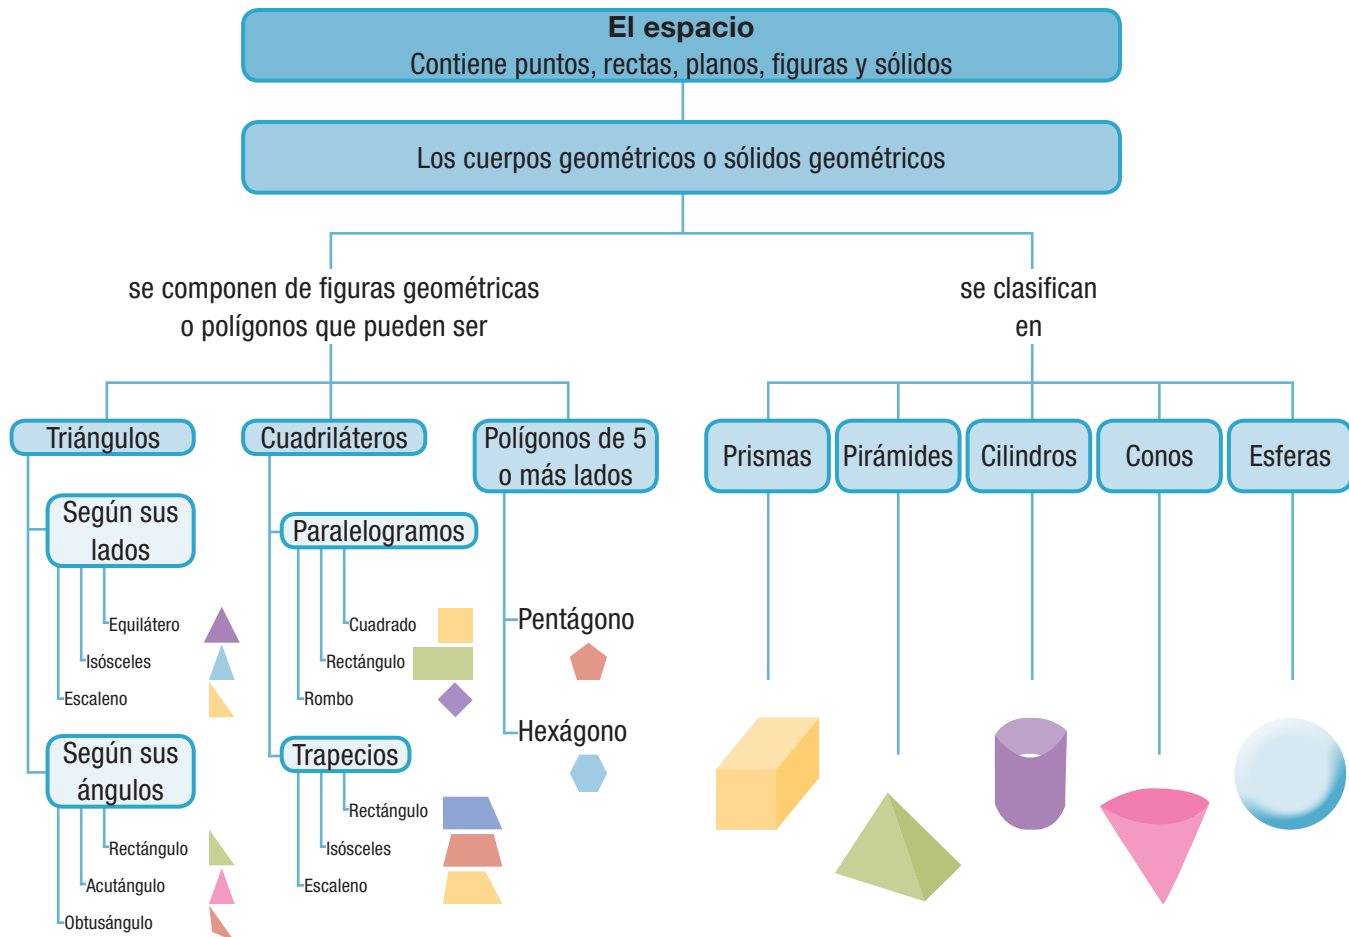 El espacio
Contiene puntos, rectas, planos, figuras y sólidos
Los cuerpos geométricos o sólidos geométricos
se componen de figuras geométricas
o polígonos que pueden ser
Triángulos
Según sus
lados
Equilátero
Isósceles
Escaleno
Según sus
ángulos
Rectángulo
Acutángulo
Obtusángulo
Cuadriláteros
Paralelogramos
Cuadrado
Rectángulo
Rombo
Trapecios
Rectángulo
Isósceles
Escaleno
Polígonos de 5
o más lados
Pentágono
Hexágono
se clasifican
en
Prismas
Pirámides
Cilindros
Conos
Esferas